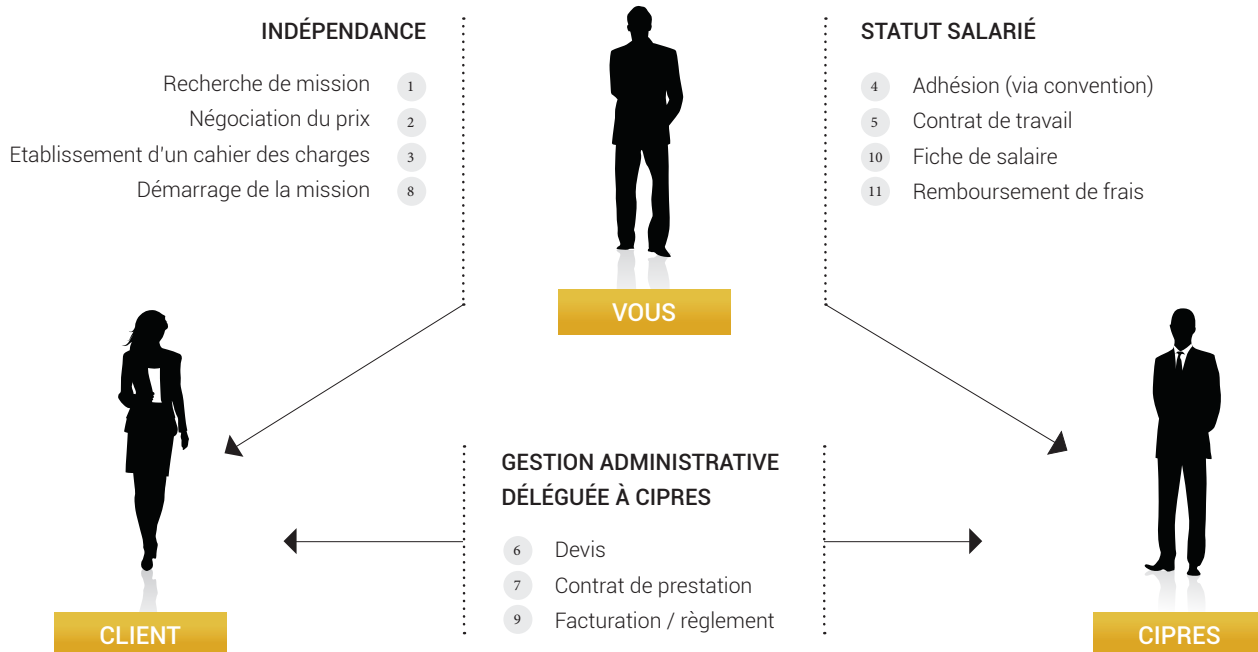 INDÉPENDANCE
Recherche de mission 1
Négociation du prix 2
Etablissement d'un cahier des charges 3
Démarrage de la mission 8
STATUT SALARIÉ
4 Adhésion (via convention)
5 Contrat de travail
10 Fiche de salaire
11 Remboursement de frais
VOUS
GESTION ADMINISTRATIVE
DÉLÉGUÉE À CIPRES
6 Devis
7 Contrat de prestation
9 Facturation / règlement
CLIENT
CIPRES